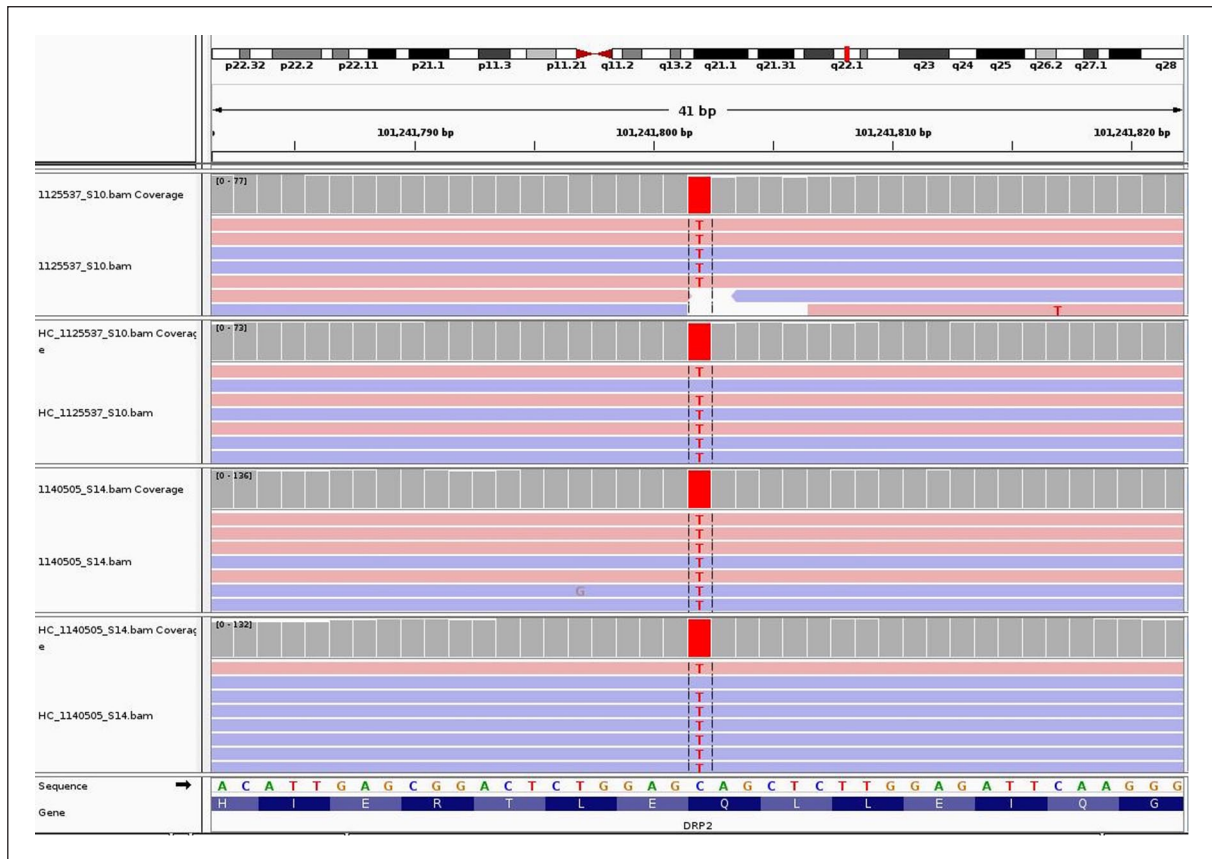 p22.32 p22.2 p22.11 p21.1 p11.3 p11.21 q11.2 q13.2 q21.1 q21.31 q22.1 q23 q24 q25 q26.2 q27.1 q28
41 bp
101,241,790 bp 101,241,800 bp 101,241,810 bp 101,241,820 bp
1125537_S10.bam Coverage [0 - 77]
T
T
T
T
1125537_S10.bam
T
T
HC_1125537_S10.bam Coverag [0 - 73]
e
T
T
T
HC_1125537_S10.bam
T
T
T
1140505_S14.bam Coverage [0 - 136]
T
T
T
T
1140505_S14.bam
T
G T
T
HC_1140505_S14.bam Coverag [0 - 132]
e
T
T
T
HC_1140505_S14.bam
T
T
T
T
Sequence A C A T T G A G C G G A C T C T G G A G C A G C T C T T G G A G A T T C A A G G G
Gene H I E R T L E Q L L E I Q G
DRP2